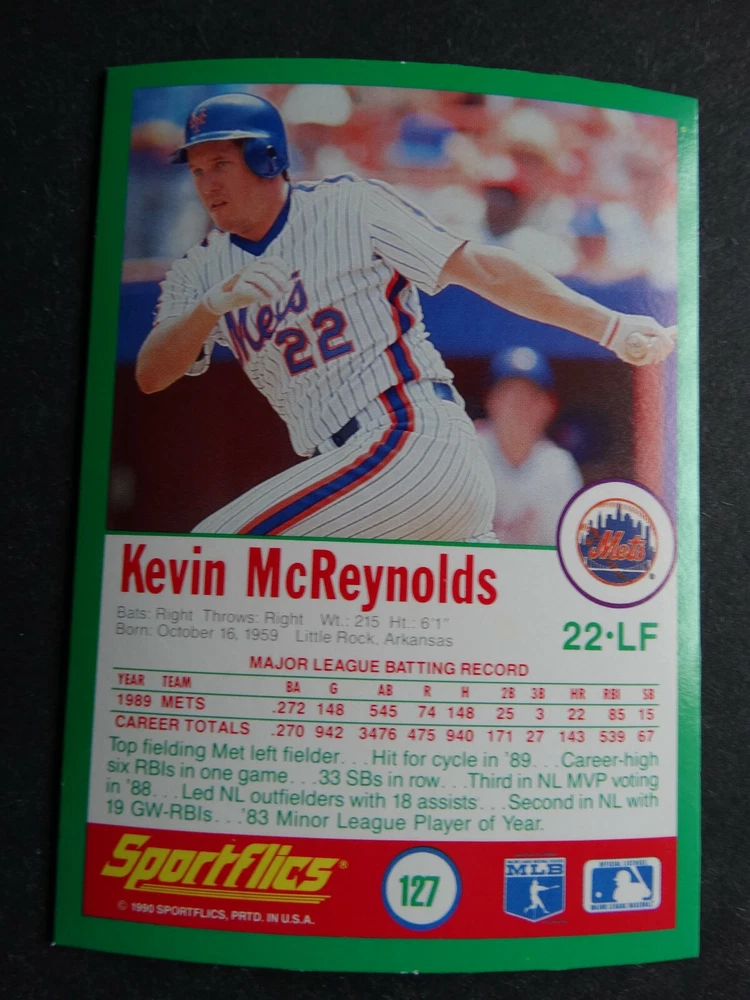 NY
Mets
22
Mets
Kevin McReynolds
Bats: Right Throws: Right Wt.: 215 Ht.: 6'1"
Born: October 16, 1959 Little Rock, Arkansas
22·LF
MAJOR LEAGUE BATTING RECORD
YEAR TEAM BA G AB R H 2B 3B HR RBI SB
1989 METS .272 148 545 74 148 25 3 22 85 15
CAREER TOTALS .270 942 3476 475 940 171 27 143 539 67
Top fielding Met left fielder. . .Hit for cycle in '89. . .Career-high
six RBIs in one game. . .33 SBs in row. . .Third in NL MVP voting
in '88. . .Led NL outfielders with 18 assists. . .Second in NL with
19 GW-RBIs. . .'83 Minor League Player of Year.
Sportflics®
© 1990 SPORTFLICS, PRTD. IN U.S.A.
127
MLB
OFFICIAL LICENSEE
MAJOR LEAGUE BASEBALL